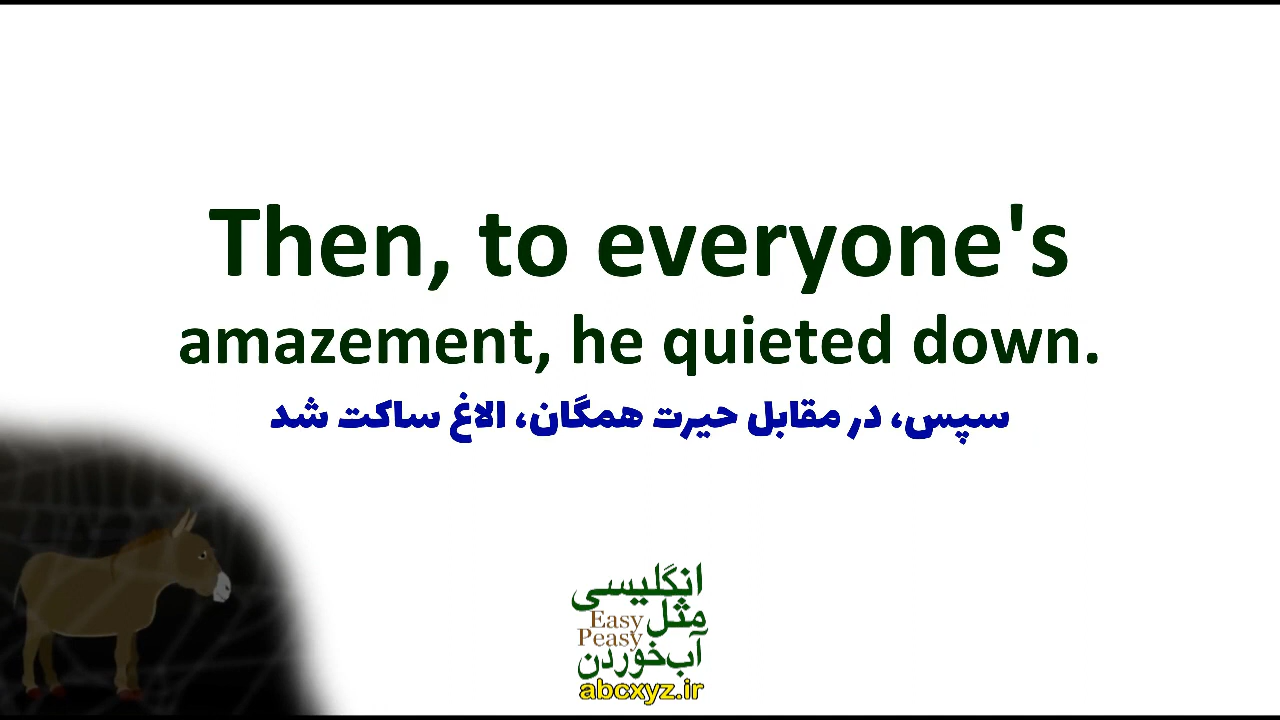 Then, to everyone's
amazement, he quieted down.
سپس، در مقابل حیرت همگان، الاغ ساکت شد
انگلیسی
مثل
Easy
Peasy
آب‌خوردن
abcxyz.ir